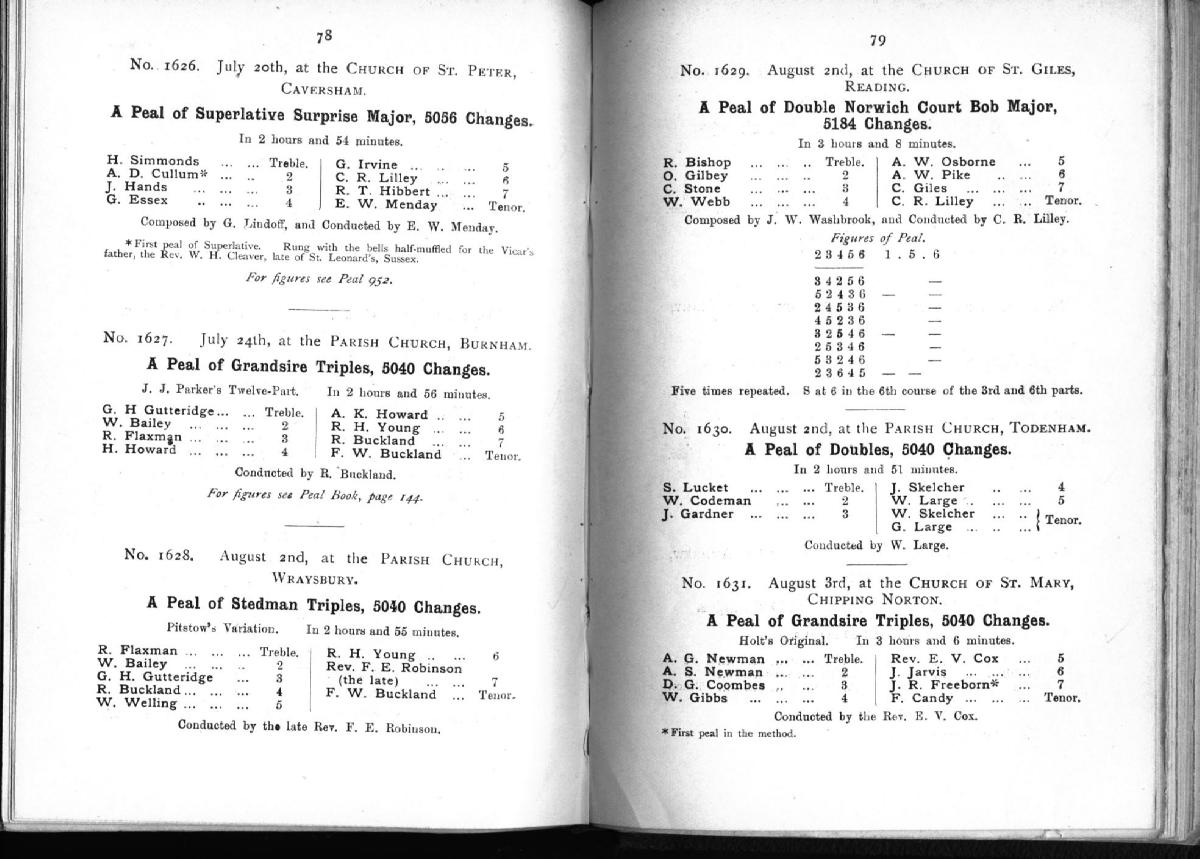 78
No. 1626. July 20th, at the CHURCH OF ST. PETER,
CAVERSHAM.
A Peal of Superlative Surprise Major, 5056 Changes.
In 2 hours and 54 minutes.
H. Simmonds ... ... Treble. G. Irvine ... .. ... 5
A. D. Cullum* ... .. 2 C. R. Lilley ... ... 6
J. Hands ... ... ... 3 R. T. Hibbert ... ... 7
G. Essex .. ... ... 4 E. W. Menday ... Tenor.
Composed by G. Lindoff, and Conducted by E. W. Menday.
*First peal of Superlative. Rung with the bells half-muffled for the Vicar's
father, the Rev. W. H. Cleaver, late of St. Leonard's, Sussex.
For figures see Peal 952.
No. 1627. July 24th, at the PARISH CHURCH, BURNHAM.
A Peal of Grandsire Triples, 5040 Changes.
J. J. Parker's Twelve-Part. In 2 hours and 56 minutes.
G. H Gutteridge... ... Treble. A. K. Howard .. ... 5
W. Bailey ... ... ... 2 R. H. Young ... ... 6
R. Flaxman ... ... ... 3 R. Buckland ... ... 7
H. Howard ... ... ... 4 F. W. Buckland ... Tenor.
Conducted by R. Buckland.
For figures see Peal Book, page 144.
No. 1628. August 2nd, at the PARISH CHURCH,
WRAYSBURY.
A Peal of Stedman Triples, 5040 Changes.
Pitstow's Variation. In 2 hours and 55 minutes.
R. Flaxman ... ... ... Treble. R. H. Young .. ... 6
W. Bailey ... ... .. 2 Rev. F. E. Robinson
G. H. Gutteridge ... 3 (the late) ... ... 7
R. Buckland ... ... ... 4 F. W. Buckland ... Tenor.
W. Welling ... ... ... 5
Conducted by the late Rev. F. E. Robinson.
79
No. 1629. August 2nd, at the CHURCH OF ST. GILES,
READING.
A Peal of Double Norwich Court Bob Major,
5184 Changes.
In 3 hours and 8 minutes.
R. Bishop ... ... .. Treble. A. W. Osborne ... 5
O. Gilbey ... ... ... 2 A. W. Pike .. ... 6
C. Stone ... ... ... 3 C. Giles ... ... ... 7
W. Webb ... ... ... 4 C. R. Lilley ... ... Tenor.
Composed by J. W. Washbrook, and Conducted by C. R. Lilley.
Figures of Peal.
2 3 4 5 6 1 . 5 . 6
3 4 2 5 6 —
5 2 4 3 6 — —
2 4 5 3 6 —
4 5 2 3 6 —
3 2 5 4 6 — —
2 5 3 4 6 —
5 3 2 4 6 —
2 3 6 4 5 — —
Five times repeated. S at 6 in the 6th course of the 3rd and 6th parts.
No. 1630. August 2nd, at the PARISH CHURCH, TODENHAM.
A Peal of Doubles, 5040 Changes.
In 2 hours and 51 minutes.
S. Lucket ... ... ... Treble. J. Skelcher .. ... 4
W. Codeman ... ... 2 W. Large .. ... ... 5
J. Gardner ... ... ... 3 W. Skelcher ... .. } Tenor.
G. Large ... .. ...
Conducted by W. Large.
No. 1631. August 3rd, at the CHURCH OF ST. MARY,
CHIPPING NORTON.
A Peal of Grandsire Triples, 5040 Changes.
Holt's Original. In 3 hours and 6 minutes.
A. G. Newman ... ... Treble. Rev. E. V. Cox ... 5
A. S. Newman ... ... 2 J. Jarvis ... ... ... 6
D. G. Coombes .. ... 3 J. R. Freeborn* ... 7
W. Gibbs ... ... ... 4 F. Candy ... ... ... Tenor.
Conducted by the Rev. E. V. Cox.
*First peal in the method.